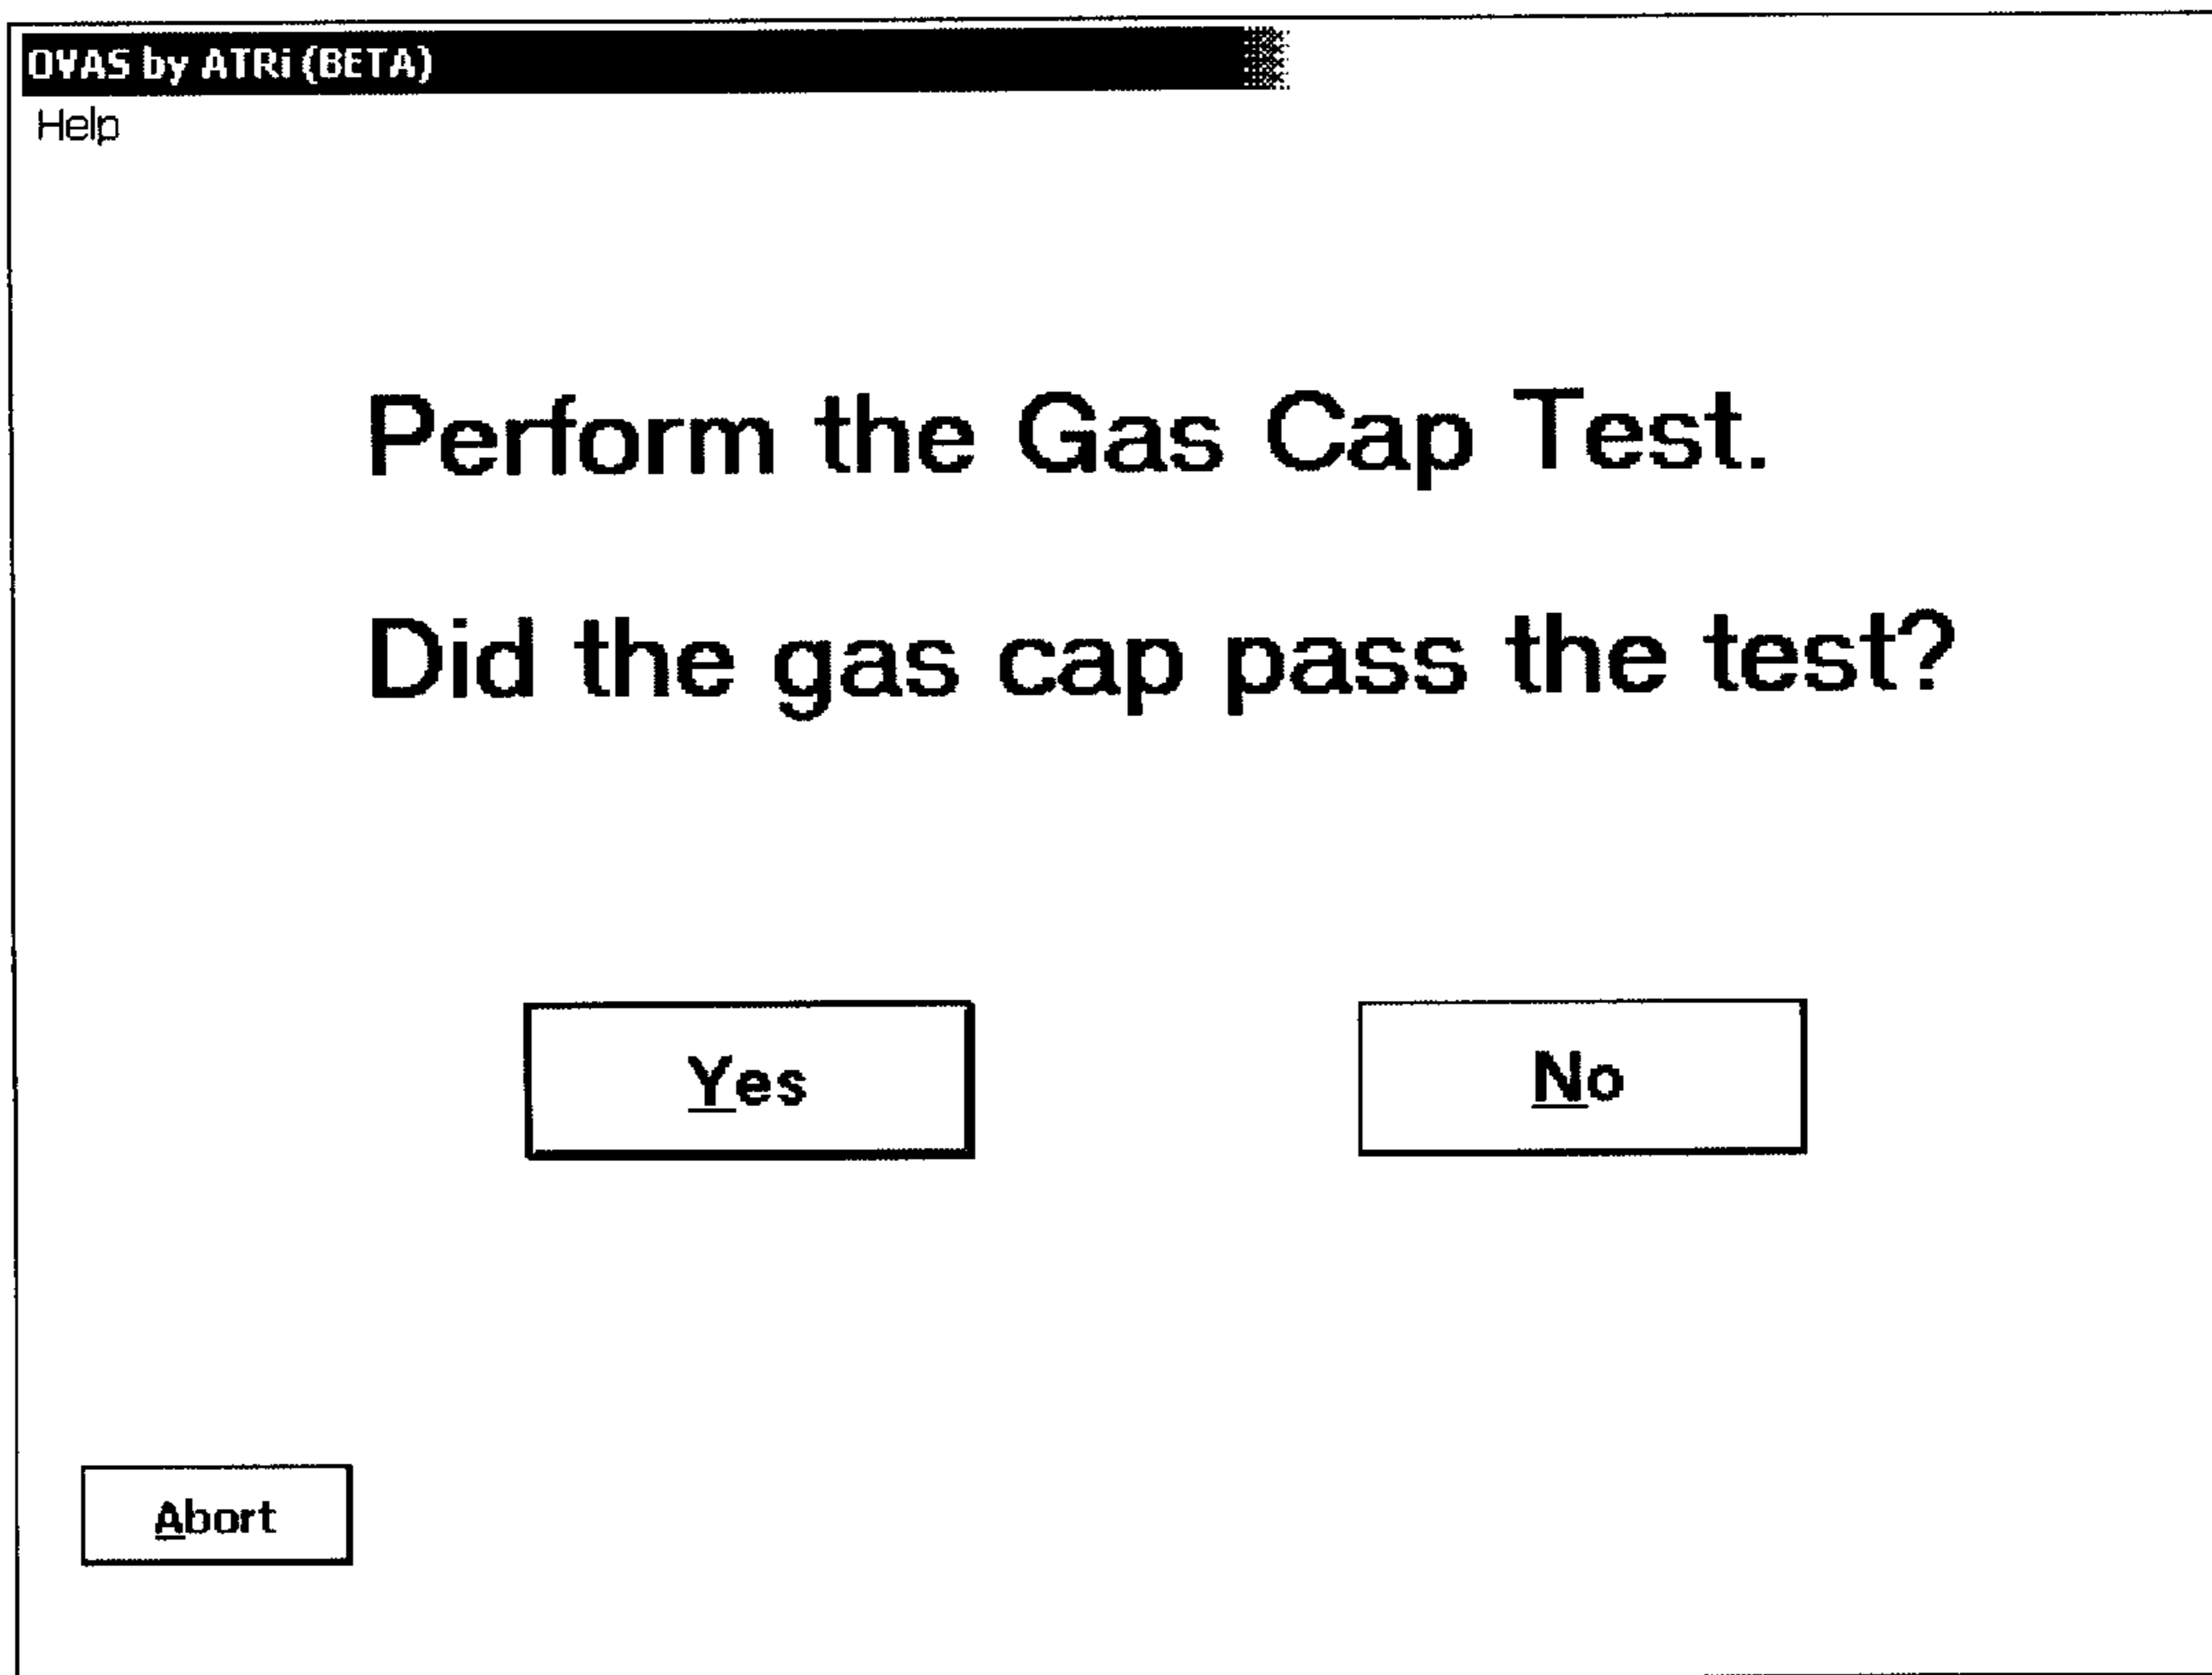 OYAS by ATRi (BETA)
Help
Perform the Gas Cap Test.
Did the gas cap pass the test?
Yes
No
Abort